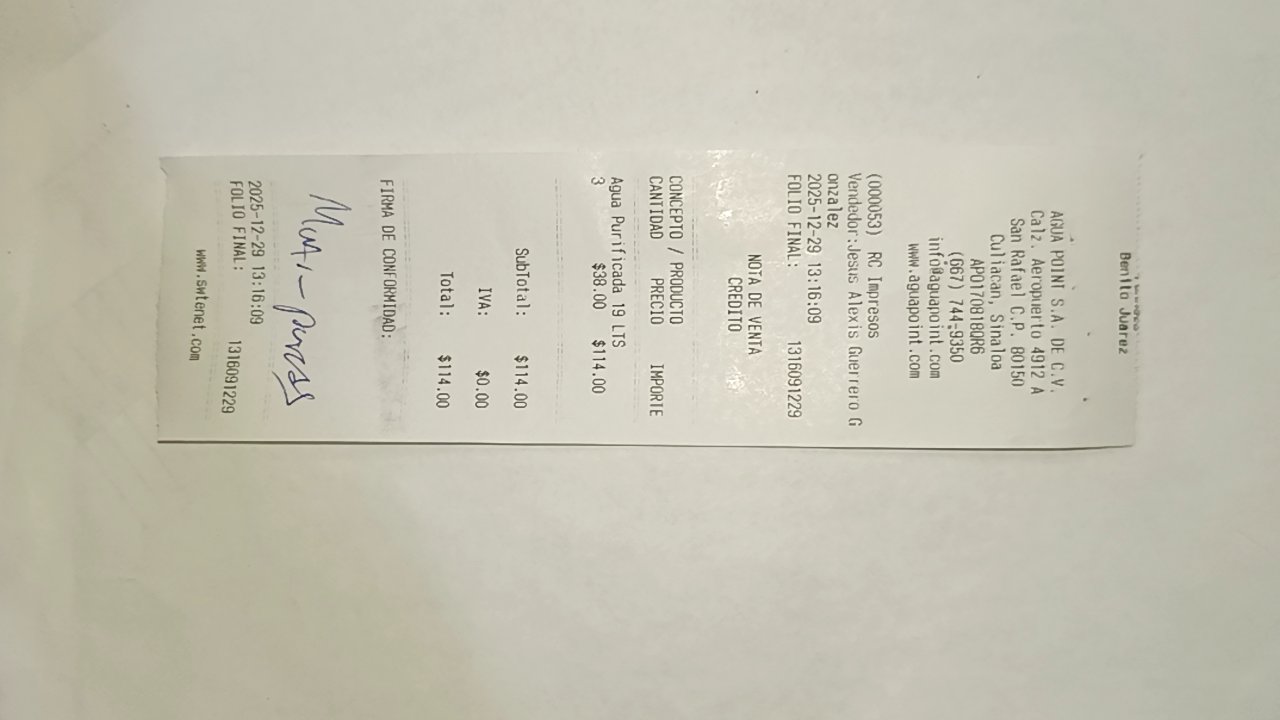 Benito Juarez
AGUA POINT S.A. DE C.V.
Calz. Aeropuerto 4912 A
San Rafael C.P. 80150
Culiacan, Sinaloa
APO170818QR6
(667) 744-9350
info@aguapoint.com
www.aguapoint.com
(000053) RC Impresos
Vendedor:Jesus Alexis Guerrero G
onzalez
2025-12-29 13:16:09
FOLIO FINAL: 1316091229
NOTA DE VENTA
CREDITO
CONCEPTO / PRODUCTO
CANTIDAD PRECIO IMPORTE
Agua Purificada 19 LTS
3 $38.00 $114.00
SubTotal: $114.00
IVA: $0.00
Total: $114.00
FIRMA DE CONFORMIDAD:
2025-12-29 13:16:09
FOLIO FINAL: 1316091229
www.swtenet.com